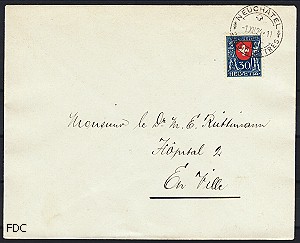 NEUCHATEL
30
HELVETIA
Monsieur le Dr. M. E. Rüttimann
Hôpital 2
En Ville
FDC